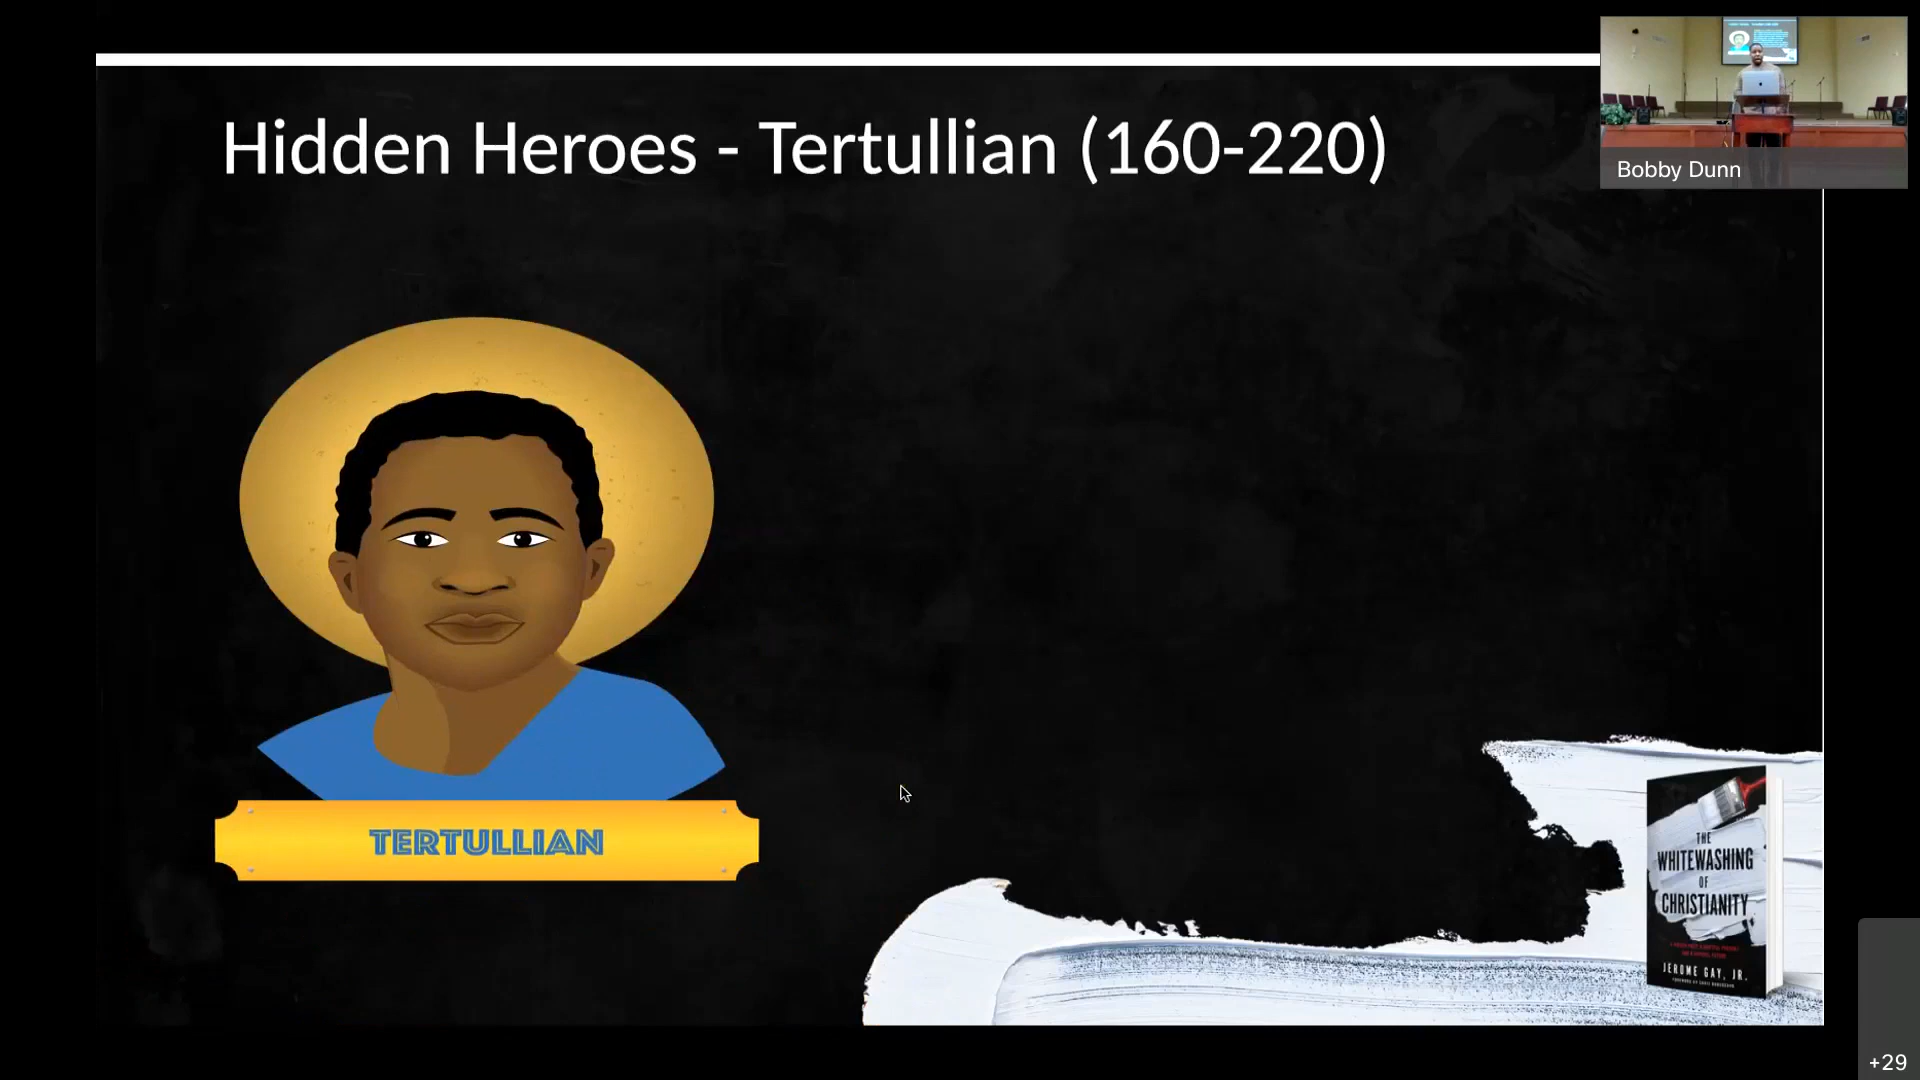 Hidden Heroes - Tertullian (160-220)
Bobby Dunn
TERTULLIAN
THE
WHITEWASHING
OF
CHRISTIANITY
JEROME GAY, JR.
+29